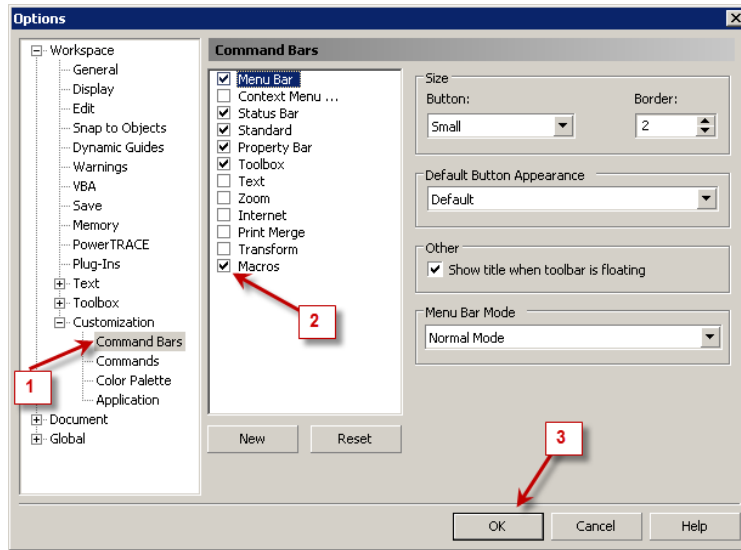 Options
Workspace
General
Display
Edit
Snap to Objects
Dynamic Guides
Warnings
VBA
Save
Memory
PowerTRACE
Plug-Ins
Text
Toolbox
Customization
Command Bars
Commands
Color Palette
Application
Document
Global
1
Command Bars
Menu Bar
Context Menu ...
Status Bar
Standard
Property Bar
Toolbox
Text
Zoom
Internet
Print Merge
Transform
Macros
2
New
Reset
Size
Button:
Border:
Small
2
Default Button Appearance
Default
Other
Show title when toolbar is floating
Menu Bar Mode
Normal Mode
3
OK
Cancel
Help